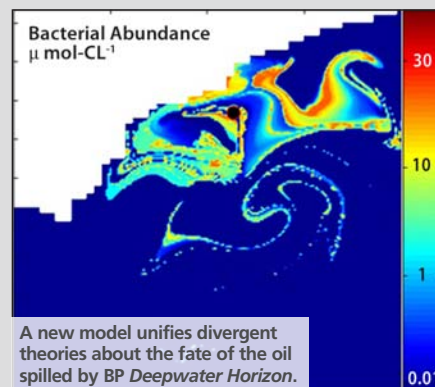 Bacterial Abundance
μ mol-CL⁻¹
30
10
1
0.01
A new model unifies divergent
theories about the fate of the oil
spilled by BP Deepwater Horizon.